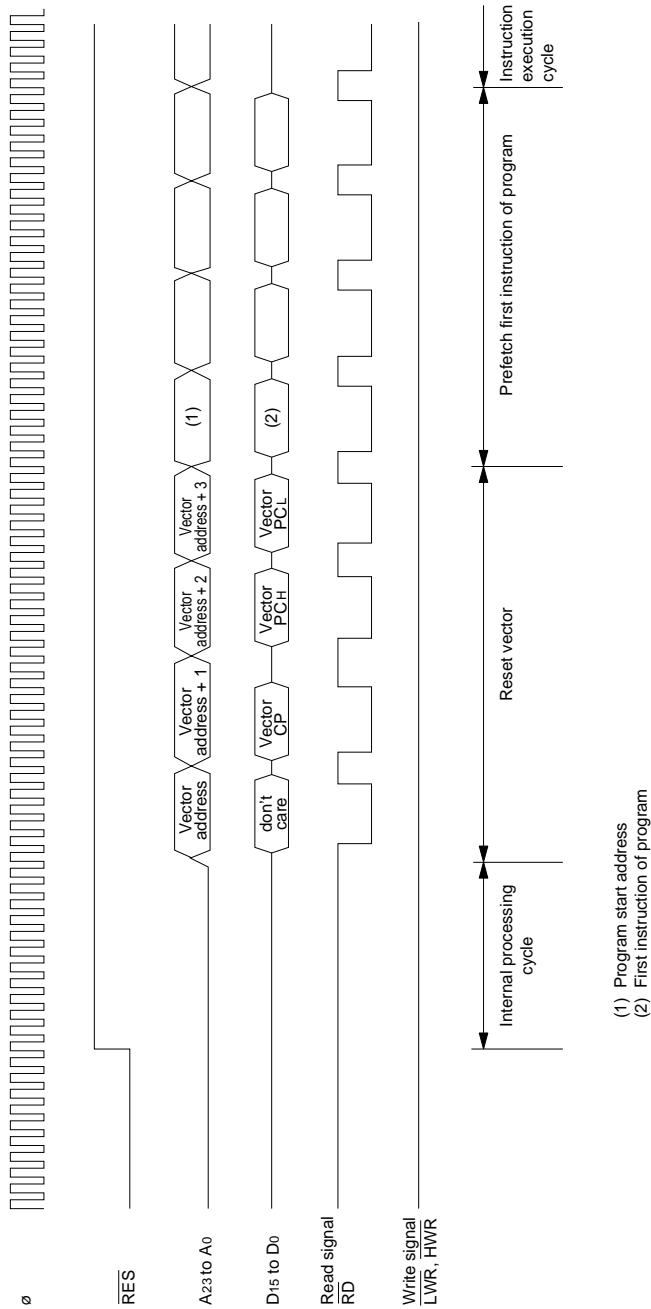 ø
RES
A23 to A0
Vector
address
Vector
address + 1
Vector
address + 2
Vector
address + 3
(1)
D15 to D0
don't
care
Vector
CP
Vector
PCH
Vector
PCL
(2)
Read signal
RD
Write signal
LWR, HWR
Internal processing
cycle
Reset vector
Prefetch first instruction of program
Instruction
execution
cycle
(1) Program start address
(2) First instruction of program